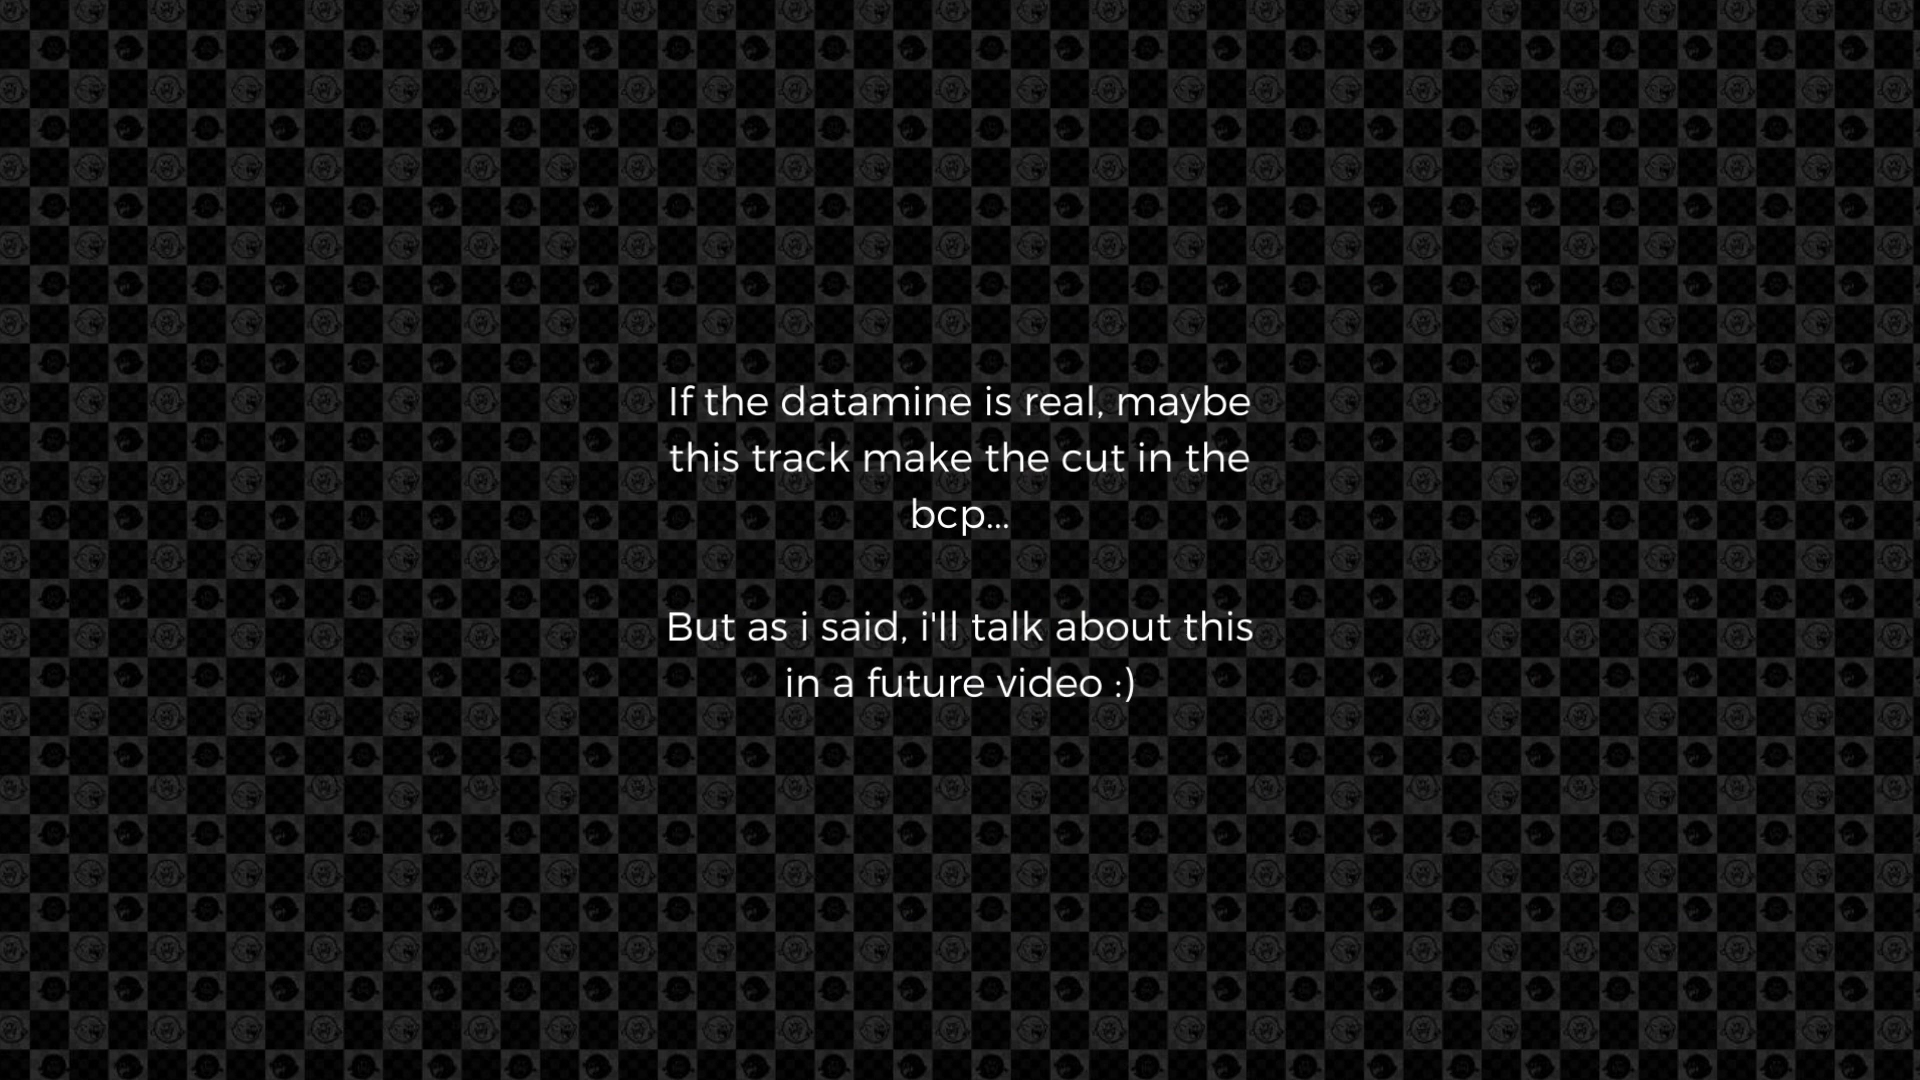 If the datamine is real, maybe
this track make the cut in the
bcp...
But as i said, i'll talk about this
in a future video :)